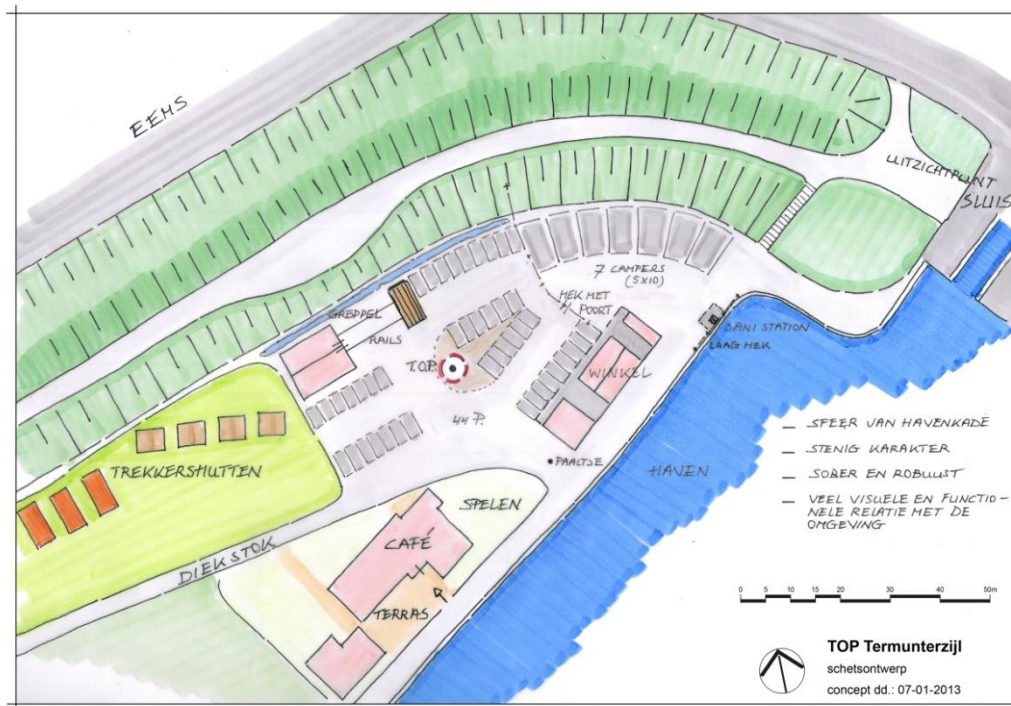 EEMS
UITZICHTPUNT
SLUIS
7 CAMPERS
(5X10)
HEK MET
POORT
GREPPEL
RAILS
SANI STATION
LAAG HEK
T.O.P.
WINKEL
44 P.
TREKKERSHUTTEN
PAALTJE
HAVEN
SPELEN
DIEKSTOK
CAFÉ
TERRAS
— SFEER VAN HAVENKADE
— STENIG KARAKTER
— SOBER EN ROBUUST
— VEEL VISUELE EN FUNCTIO-
NELE RELATIE MET DE
OMGEVING
0 5 10 15 20 30 40 50m
TOP Termunterzijl
schetsontwerp
concept dd.: 07-01-2013